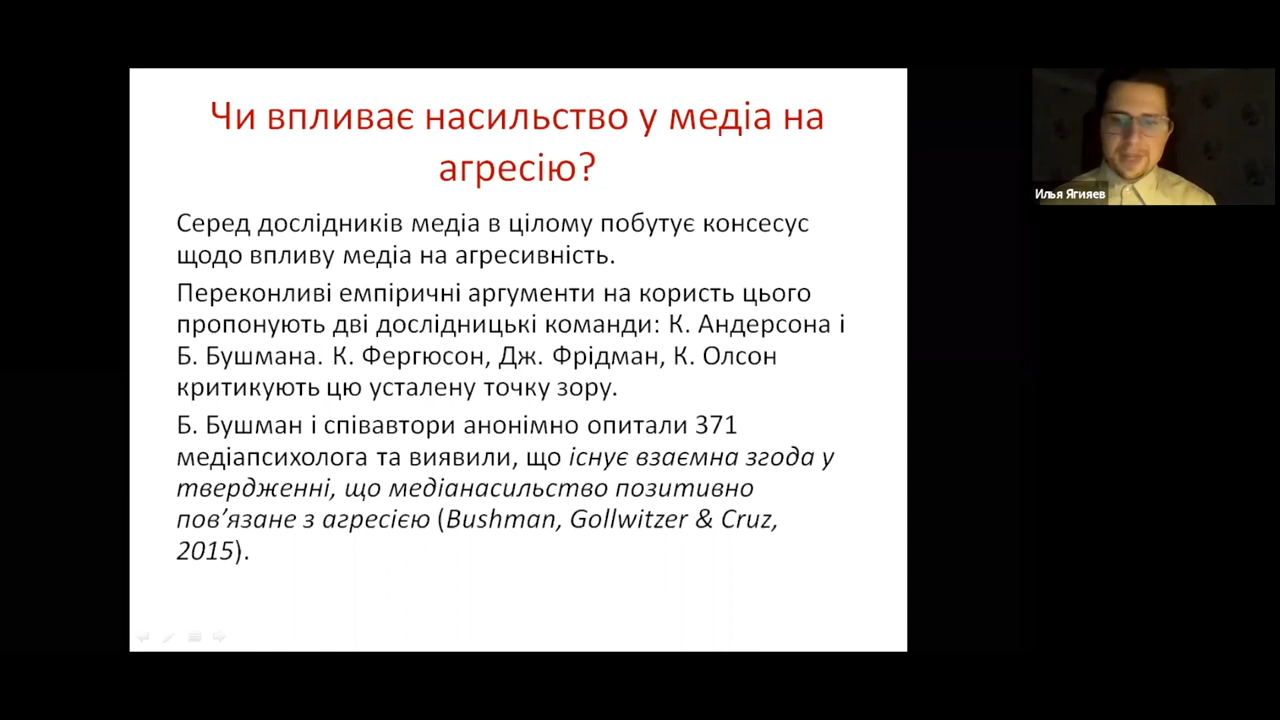 Чи впливає насильство у медіа на
агресію?
Серед дослідників медіа в цілому побутує консесус
щодо впливу медіа на агресивність.
Переконливі емпіричні аргументи на користь цього
пропонують дві дослідницькі команди: К. Андерсона і
Б. Бушмана. К. Фергюсон, Дж. Фрідман, К. Олсон
критикують цю усталену точку зору.
Б. Бушман і співавтори анонімно опитали 371
медіапсихолога та виявили, що існує взаємна згода у
твердженні, що медіанасильство позитивно
пов’язане з агресією (Bushman, Gollwitzer & Cruz,
2015).
Илья Ягияев